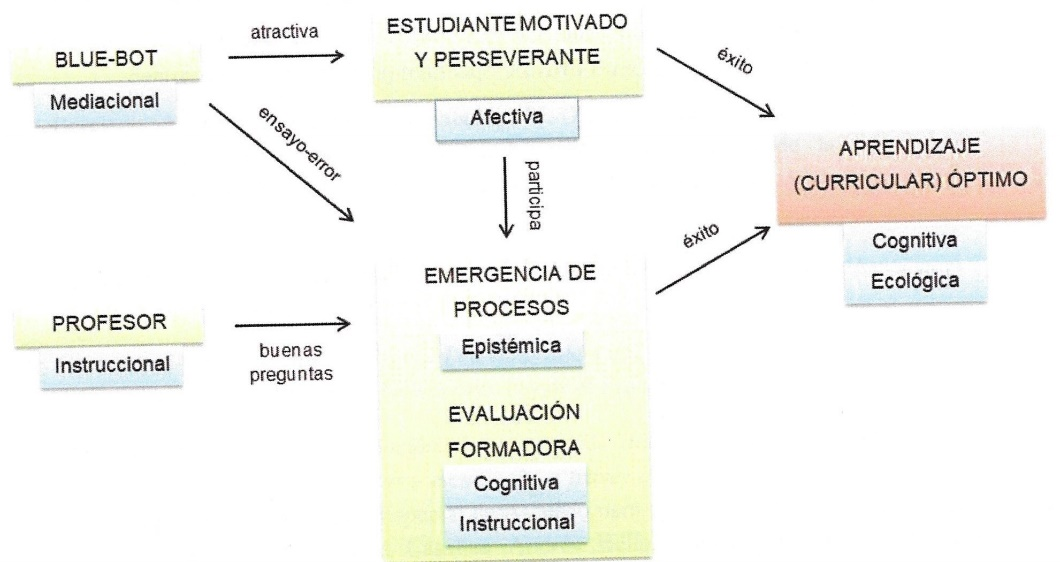 BLUE-BOT
Mediacional
atractiva
ESTUDIANTE MOTIVADO
Y PERSEVERANTE
Afectiva
éxito
ensayo-error
participa
APRENDIZAJE
(CURRICULAR) ÓPTIMO
Cognitiva
Ecológica
PROFESOR
Instruccional
buenas
preguntas
EMERGENCIA DE
PROCESOS
Epistémica
EVALUACIÓN
FORMADORA
Cognitiva
Instruccional
éxito